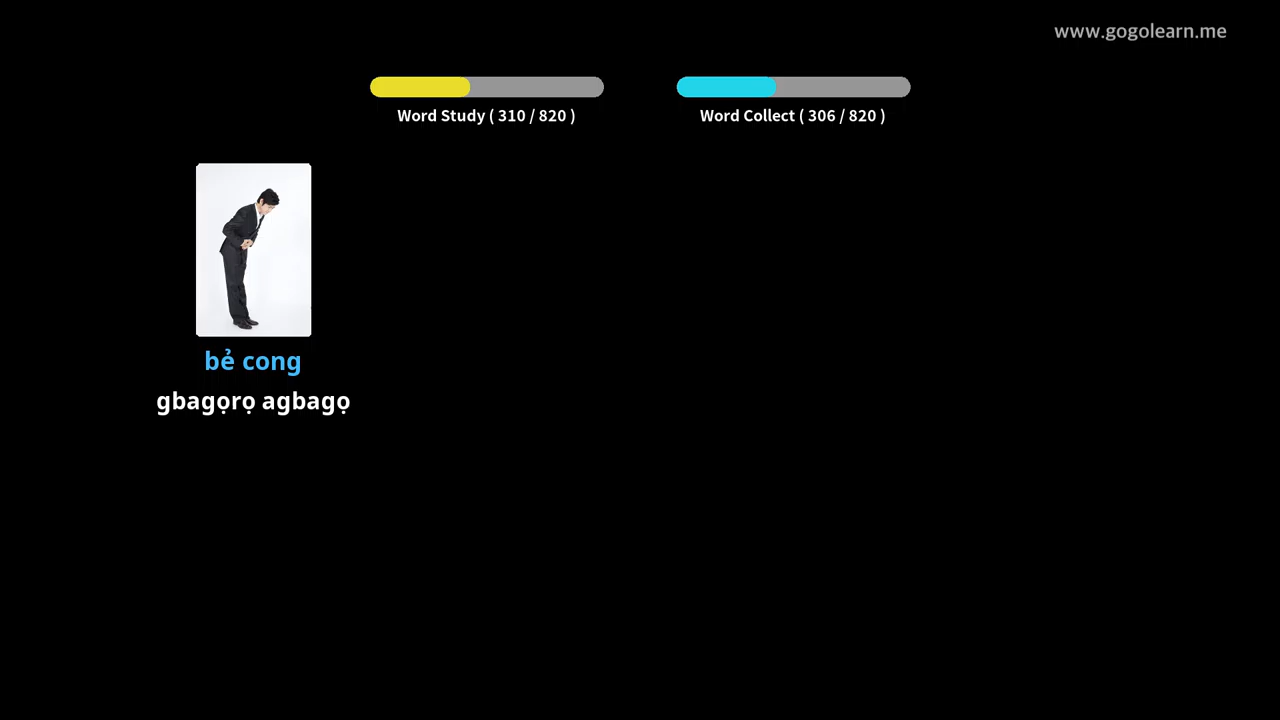 www.gogolearn.me
Word Study ( 310 / 820 )
Word Collect ( 306 / 820 )
bẻ cong
gbagọrọ agbagọ